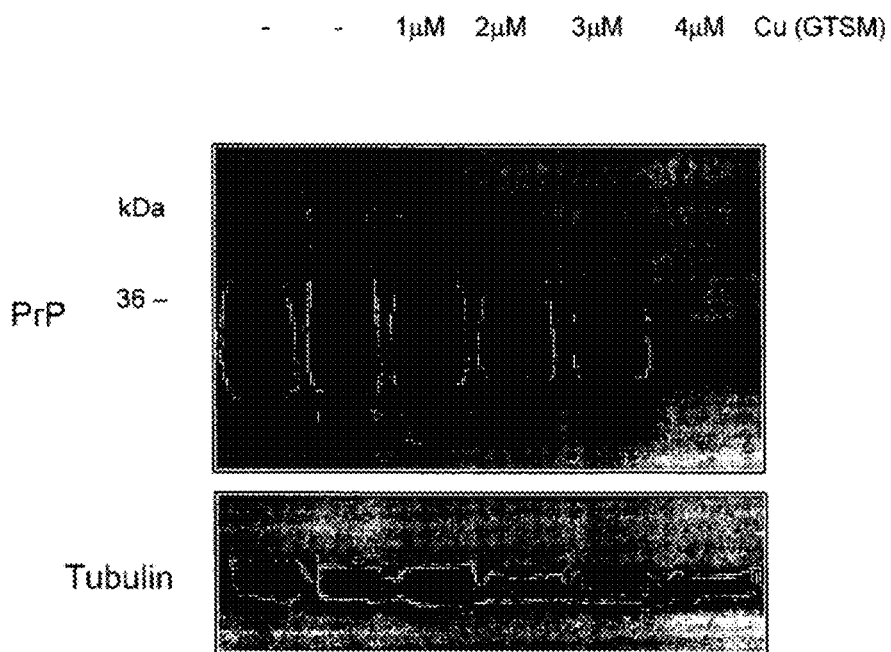 - - 1µM 2µM 3µM 4µM Cu (GTSM)
kDa
36 –
PrP
Tubulin